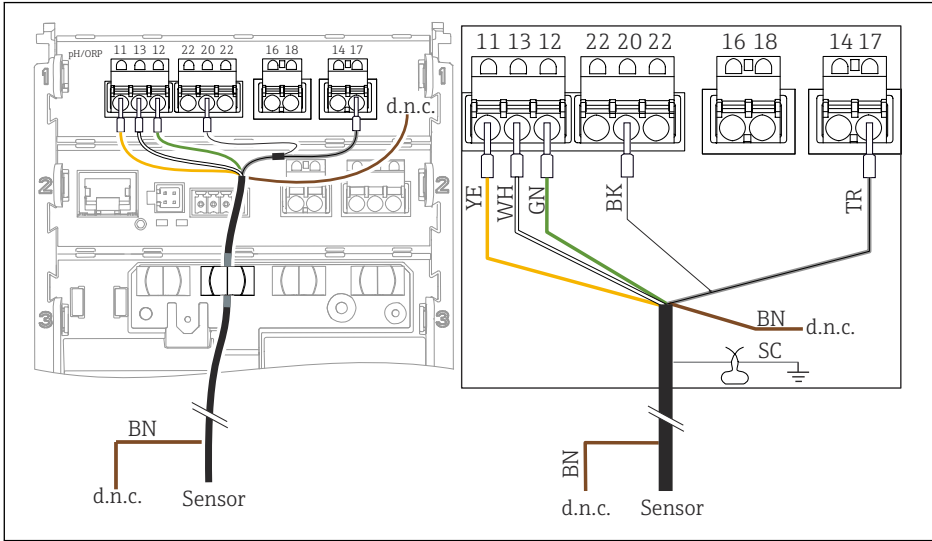 pH/ORP 11 13 12 22 20 22 16 18 14 17
1 1
d.n.c.
2 2
3 3
BN
d.n.c. Sensor
11 13 12 22 20 22 16 18 14 17
YE WH GN BK TR
BN d.n.c.
SC
BN
d.n.c. Sensor